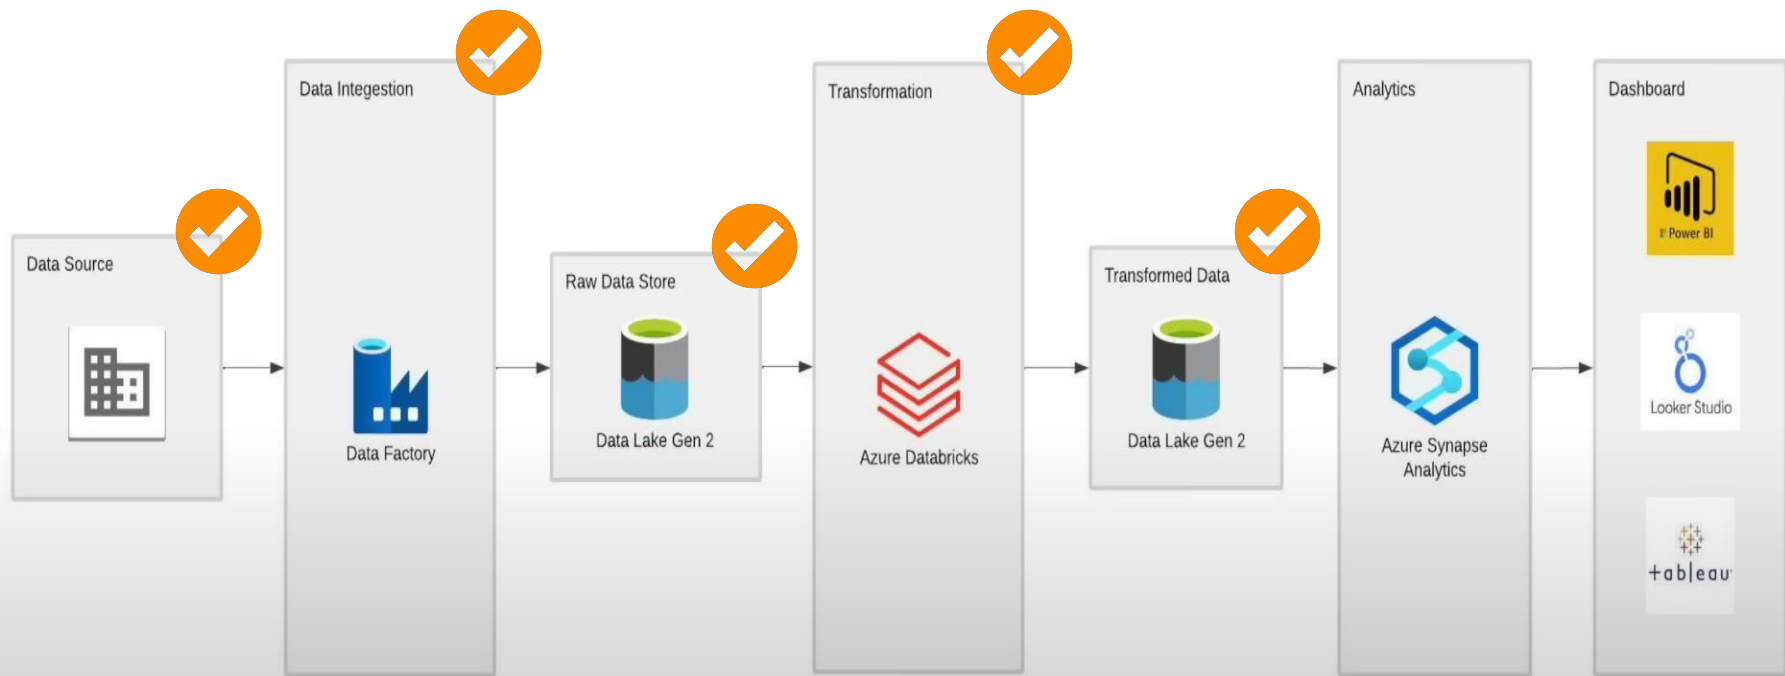 Data Source
Data Integestion
Data Factory
Raw Data Store
Data Lake Gen 2
Transformation
Azure Databricks
Transformed Data
Data Lake Gen 2
Analytics
Azure Synapse
Analytics
Dashboard
Power BI
Looker Studio
+ableau